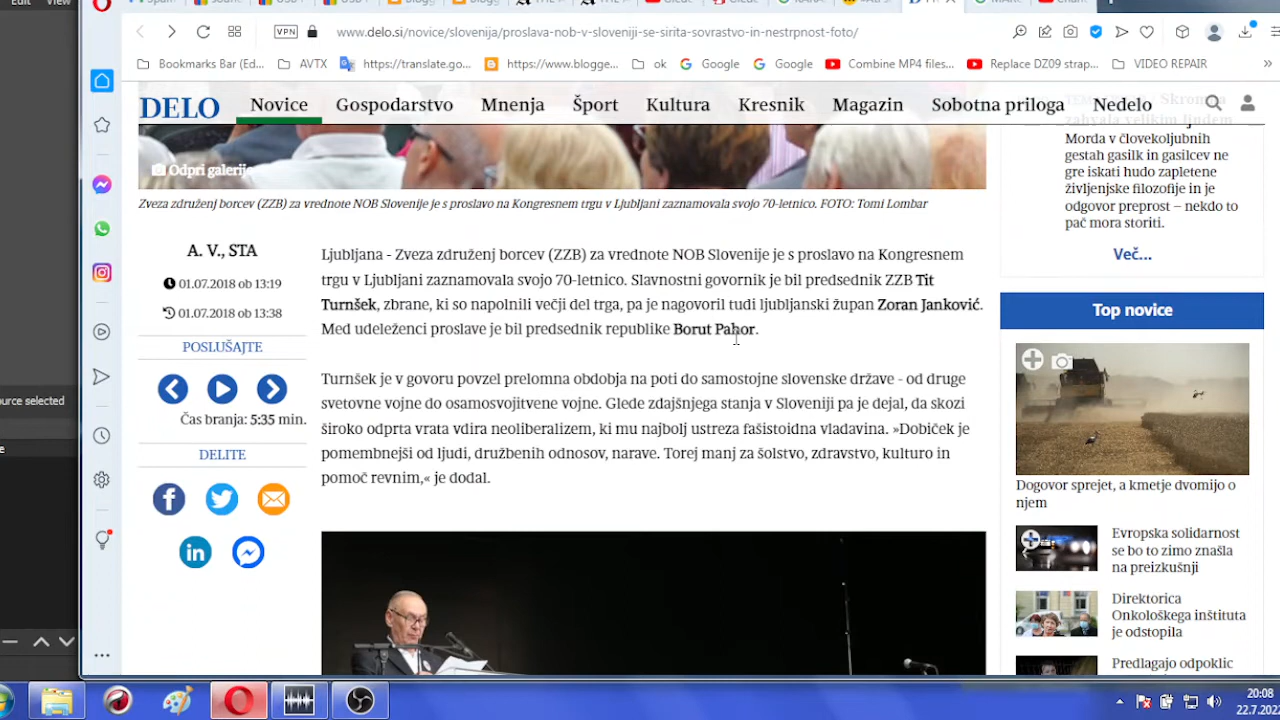 Edit View
www.delo.si/novice/slovenija/proslava-nob-v-sloveniji-se-sirita-sovrastvo-in-nestrpnost-foto/
VPN
Bookmarks Bar (Ed...
AVTX
https://translate.go...
https://www.blogge...
ok
Google
Google
Combine MP4 files...
Replace DZ09 strap...
VIDEO REPAIR
»
DELO
Novice
Gospodarstvo
Mnenja
Šport
Kultura
Kresnik
Magazin
Sobotna priloga
Nedelo
Odpri galerijo
Zveza združenj borcev (ZZB) za vrednote NOB Slovenije je s proslavo na Kongresnem trgu v Ljubljani zaznamovala svojo 70-letnico. FOTO: Tomi Lombar
A. V., STA
01.07.2018 ob 13:19
01.07.2018 ob 13:38
POSLUŠAJTE
Čas branja: 5:35 min.
DELITE
Ljubljana - Zveza združenj borcev (ZZB) za vrednote NOB Slovenije je s proslavo na Kongresnem
trgu v Ljubljani zaznamovala svojo 70-letnico. Slavnostni govornik je bil predsednik ZZB Tit
Turnšek, zbrane, ki so napolnili večji del trga, pa je nagovoril tudi ljubljanski župan Zoran Janković.
Med udeleženci proslave je bil predsednik republike Borut Pahor.
Turnšek je v govoru povzel prelomna obdobja na poti do samostojne slovenske države - od druge
svetovne vojne do osamosvojitvene vojne. Glede zdajšnjega stanja v Sloveniji pa je dejal, da skozi
široko odprta vrata vdira neoliberalizem, ki mu najbolj ustreza fašistoidna vladavina. »Dobiček je
pomembnejši od ljudi, družbenih odnosov, narave. Torej manj za šolstvo, zdravstvo, kulturo in
pomoč revnim,« je dodal.
Skromna
zahvala velikim ljudem
Morda v človekoljubnih
gestah gasilk in gasilcev ne
gre iskati hudo zapletene
življenjske filozofije in je
odgovor preprost – nekdo to
pač mora storiti.
Več...
Top novice
Dogovor sprejet, a kmetje dvomijo o
njem
Evropska solidarnost
se bo to zimo znašla
na preizkušnji
Direktorica
Onkološkega inštituta
je odstopila
Predlagajo odpoklic
ource selected
20:08
22.7.202